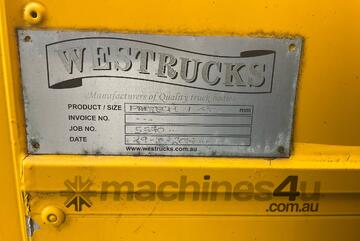 WESTRUCKS
Manufacturers of Quality truck bodies
PRODUCT / SIZE mm
INVOICE NO.
JOB NO.
DATE
www.westrucks.com.au
machines4u
.com.au